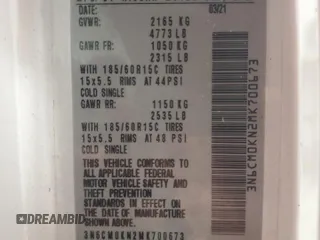 DATE: 03/21
GVWR: 2165 KG
4773 LB
GAWR FR: 1050 KG
2315 LB
WITH 185/60R15C TIRES
15x5.5 RIMS AT 44PSI
COLD SINGLE
GAWR RR: 1150 KG
2535 LB
WITH 185/60R15C TIRES
15x5.5 RIMS AT 48 PSI
COLD SINGLE
THIS VEHICLE CONFORMS TO
ALL APPLICABLE FEDERAL
MOTOR VEHICLE SAFETY
STANDARDS IN EFFECT
ON THE DATE OF
MANUFACTURE SHOWN ABOVE.
3N6CM0KN2MK700673
3N6CM0KN2MK700673
DREAMBID